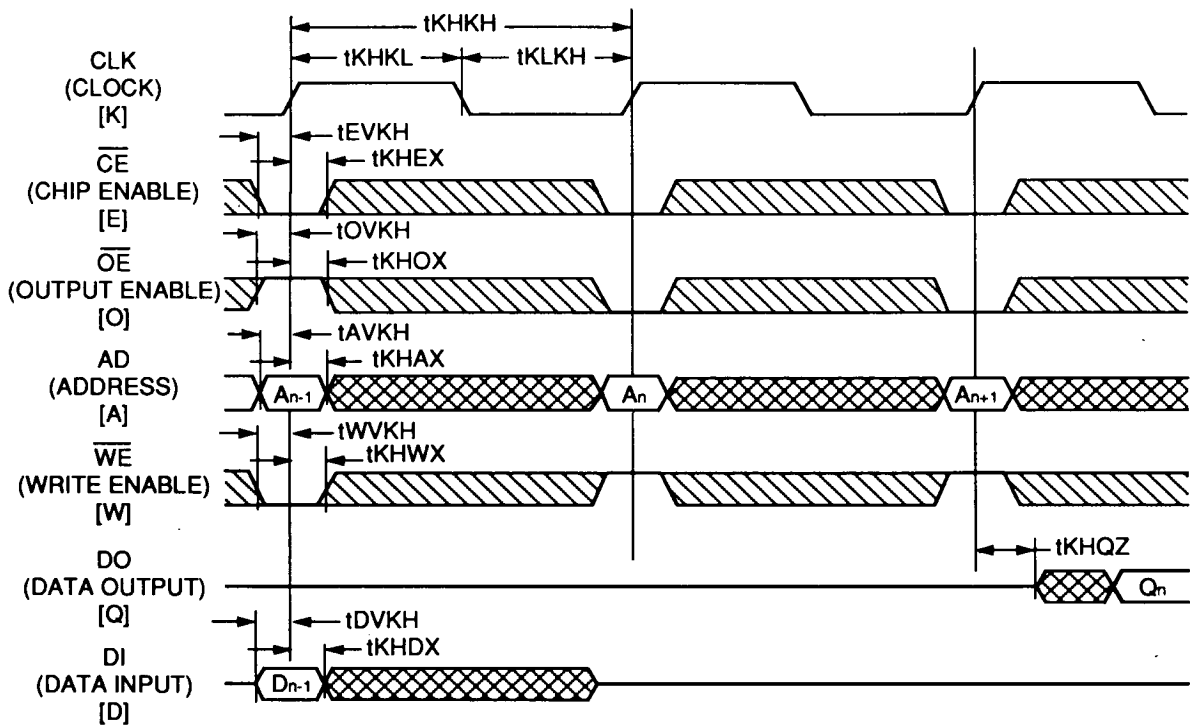 tKHKH
tKHKL
tKLKH
CLK
(CLOCK)
[K]
tEVKH
tKHEX
CE
(CHIP ENABLE)
[E]
tOVKH
tKHOX
OE
(OUTPUT ENABLE)
[O]
tAVKH
tKHAX
AD
(ADDRESS)
[A]
An-1
An
An+1
tWVKH
tKHWX
WE
(WRITE ENABLE)
[W]
tKHQZ
DO
(DATA OUTPUT)
[Q]
Qn
tDVKH
tKHDX
DI
(DATA INPUT)
[D]
Dn-1